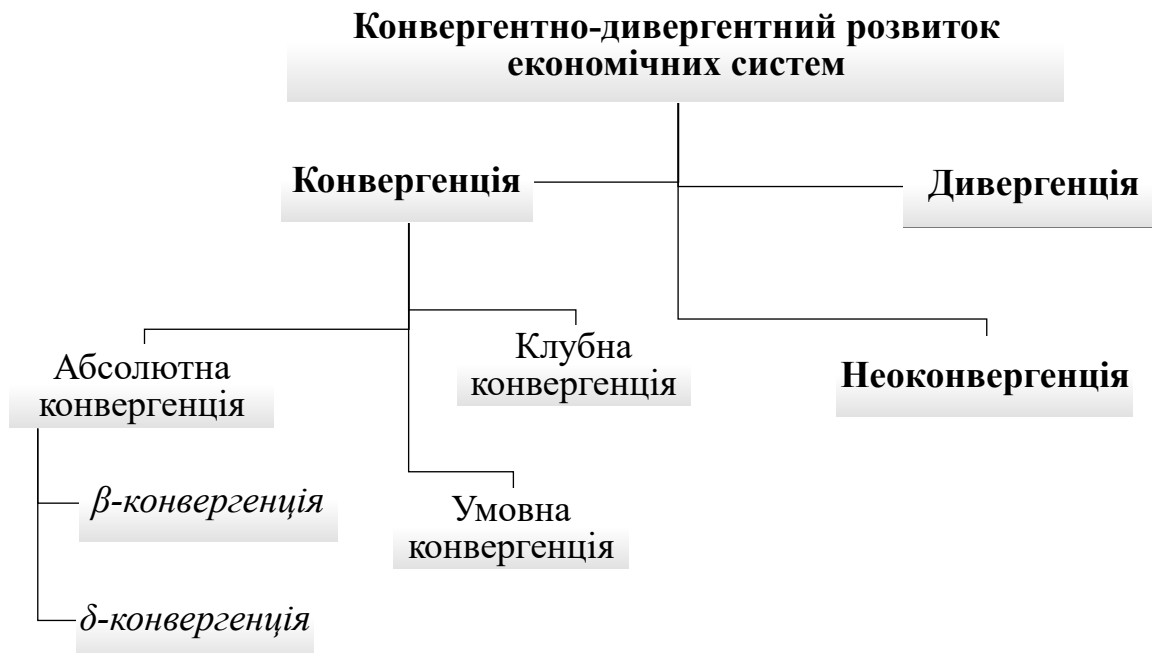 Конвергентно-дивергентний розвиток
економічних систем
Конвергенція
Дивергенція
Абсолютна
конвергенція
Клубна
конвергенція
Неоконвергенція
β-конвергенція
Умовна
конвергенція
δ-конвергенція